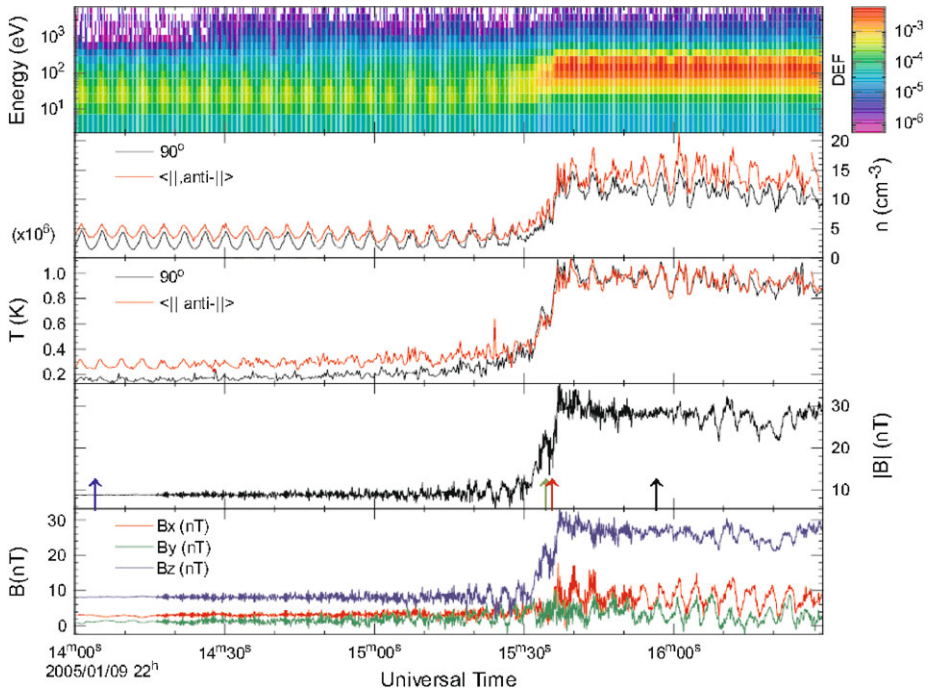 Energy (eV)
10³
10²
10¹
DEF
10⁻³
10⁻⁴
10⁻⁵
10⁻⁶
90º
<||,anti-||>
n (cm⁻³)
20
15
10
5
0
(x10⁶)
90º
<|| anti-||>
T (K)
1.0
0.8
0.6
0.4
0.2
|B| (nT)
30
20
10
Bx (nT)
By (nT)
Bz (nT)
B(nT)
30
20
10
0
14ᵐ00ˢ 14ᵐ30ˢ 15ᵐ00ˢ 15ᵐ30ˢ 16ᵐ00ˢ
2005/01/09 22ʰ
Universal Time